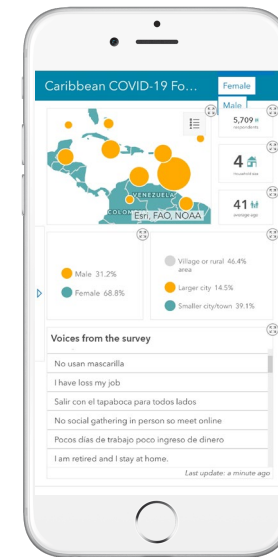 Caribbean COVID-19 Fo...
Female
Male
5,709
respondents
4
households
41
average age
VENEZUELA
COLOM
Esri, FAO, NOAA
Male 31.2%
Female 68.8%
Village or rural 46.4%
area
Larger city 14.5%
Smaller city/town 39.1%
Voices from the survey
No usan mascarilla
I have loss my job
Salir con el tapaboca para todos lados
No social gathering in person so meet online
Pocos días de trabajo poco ingreso de dinero
I am retired and I stay at home.
Last update: a minute ago